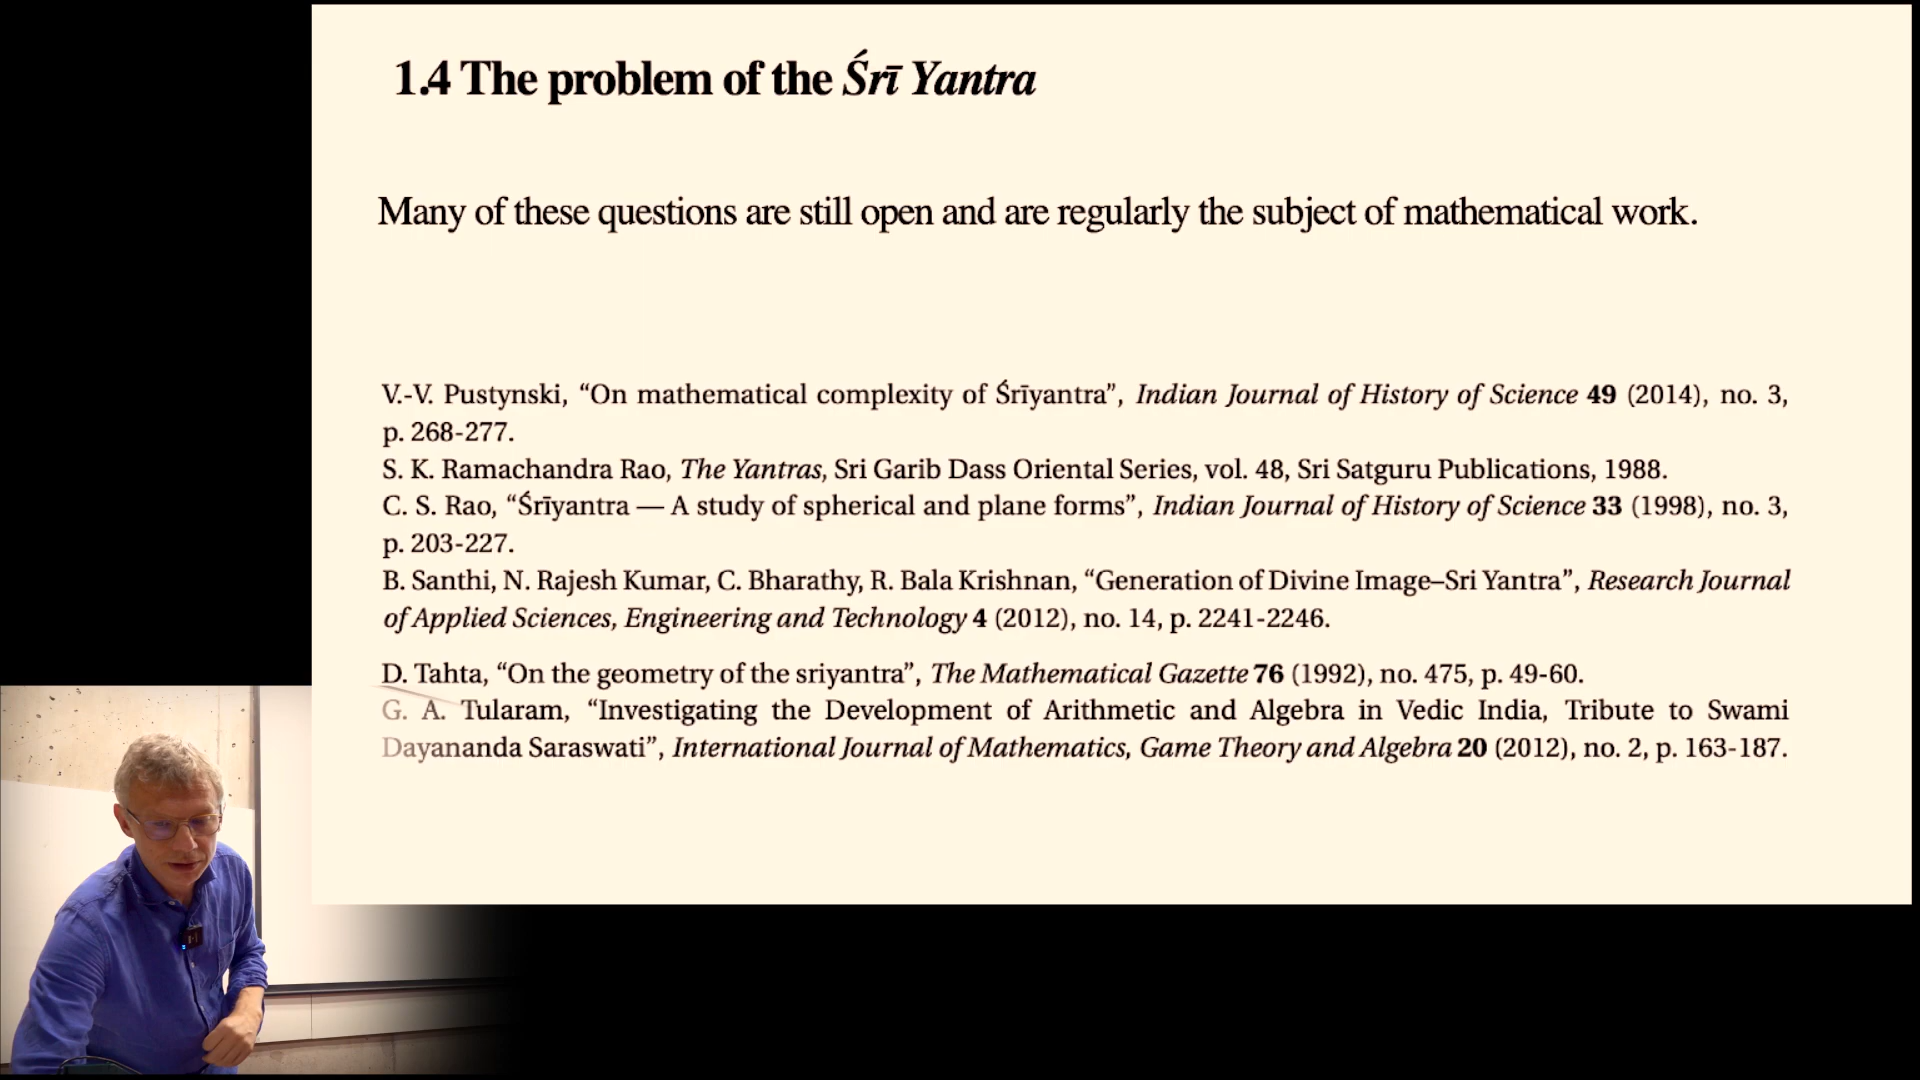 1.4 The problem of the Śrī Yantra
Many of these questions are still open and are regularly the subject of mathematical work.
V.-V. Pustynski, “On mathematical complexity of Śrīyantra”, Indian Journal of History of Science 49 (2014), no. 3,
p. 268-277.
S. K. Ramachandra Rao, The Yantras, Sri Garib Dass Oriental Series, vol. 48, Sri Satguru Publications, 1988.
C. S. Rao, “Śrīyantra — A study of spherical and plane forms”, Indian Journal of History of Science 33 (1998), no. 3,
p. 203-227.
B. Santhi, N. Rajesh Kumar, C. Bharathy, R. Bala Krishnan, “Generation of Divine Image–Sri Yantra”, Research Journal
of Applied Sciences, Engineering and Technology 4 (2012), no. 14, p. 2241-2246.
D. Tahta, “On the geometry of the sriyantra”, The Mathematical Gazette 76 (1992), no. 475, p. 49-60.
G. A. Tularam, “Investigating the Development of Arithmetic and Algebra in Vedic India, Tribute to Swami
Dayananda Saraswati”, International Journal of Mathematics, Game Theory and Algebra 20 (2012), no. 2, p. 163-187.